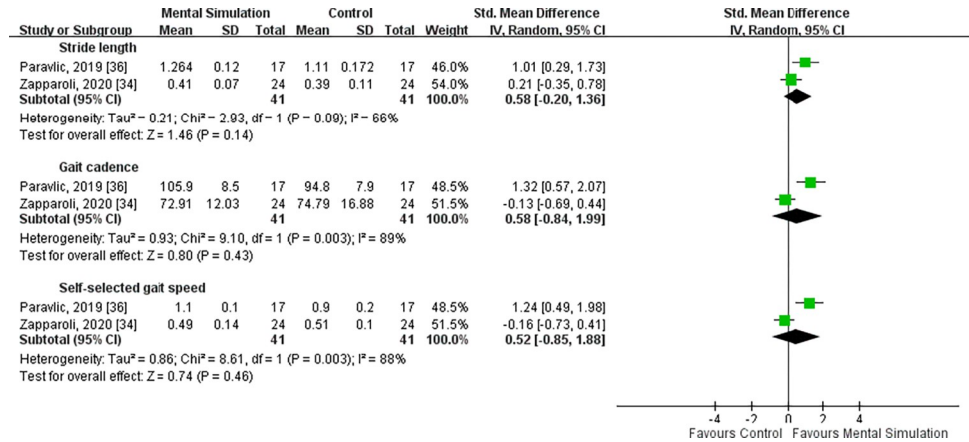 Mental Simulation Control Std. Mean Difference Std. Mean Difference
Study or Subgroup Mean SD Total Mean SD Total Weight IV, Random, 95% CI IV, Random, 95% CI
Stride length
Paravlic, 2019 [36] 1.264 0.12 17 1.11 0.172 17 46.0% 1.01 [0.29, 1.73]
Zapparoli, 2020 [34] 0.41 0.07 24 0.39 0.11 24 54.0% 0.21 [-0.35, 0.78]
Subtotal (95% CI) 41 41 100.0% 0.58 [-0.20, 1.36]
Heterogeneity: Tau² = 0.21; Chi² = 2.93, df = 1 (P = 0.09); I² = 66%
Test for overall effect: Z = 1.46 (P = 0.14)
Gait cadence
Paravlic, 2019 [36] 105.9 8.5 17 94.8 7.9 17 48.5% 1.32 [0.57, 2.07]
Zapparoli, 2020 [34] 72.91 12.03 24 74.79 16.88 24 51.5% -0.13 [-0.69, 0.44]
Subtotal (95% CI) 41 41 100.0% 0.58 [-0.84, 1.99]
Heterogeneity: Tau² = 0.93; Chi² = 9.10, df = 1 (P = 0.003); I² = 89%
Test for overall effect: Z = 0.80 (P = 0.43)
Self-selected gait speed
Paravlic, 2019 [36] 1.1 0.1 17 0.9 0.2 17 48.5% 1.24 [0.49, 1.98]
Zapparoli, 2020 [34] 0.49 0.14 24 0.51 0.1 24 51.5% -0.16 [-0.73, 0.41]
Subtotal (95% CI) 41 41 100.0% 0.52 [-0.85, 1.88]
Heterogeneity: Tau² = 0.86; Chi² = 8.61, df = 1 (P = 0.003); I² = 88%
Test for overall effect: Z = 0.74 (P = 0.46)
-4 -2 0 2 4
Favours Control Favours Mental Simulation